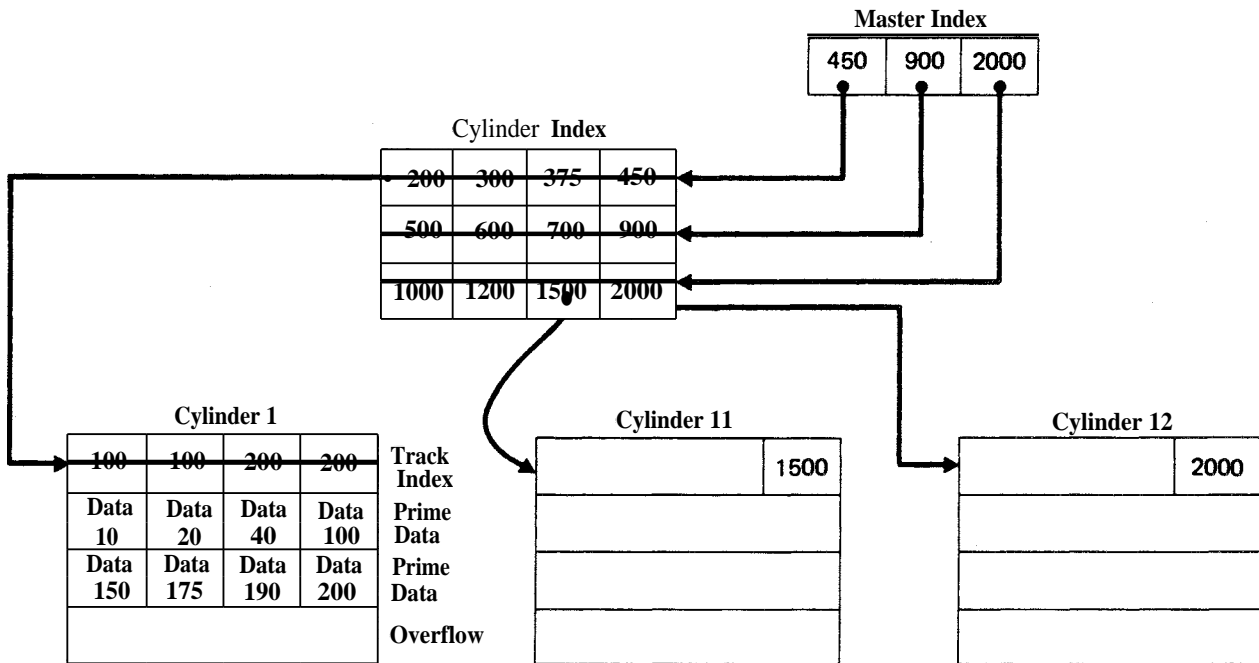 Master Index
450 900 2000
Cylinder Index
200 300 375 450
500 600 700 900
1000 1200 1500 2000
Cylinder 1
100 100 200 200
Track
Index
Data Data Data Data
10 20 40 100
Prime
Data
Data Data Data Data
150 175 190 200
Prime
Data
Overflow
Cylinder 11
1500
Cylinder 12
2000